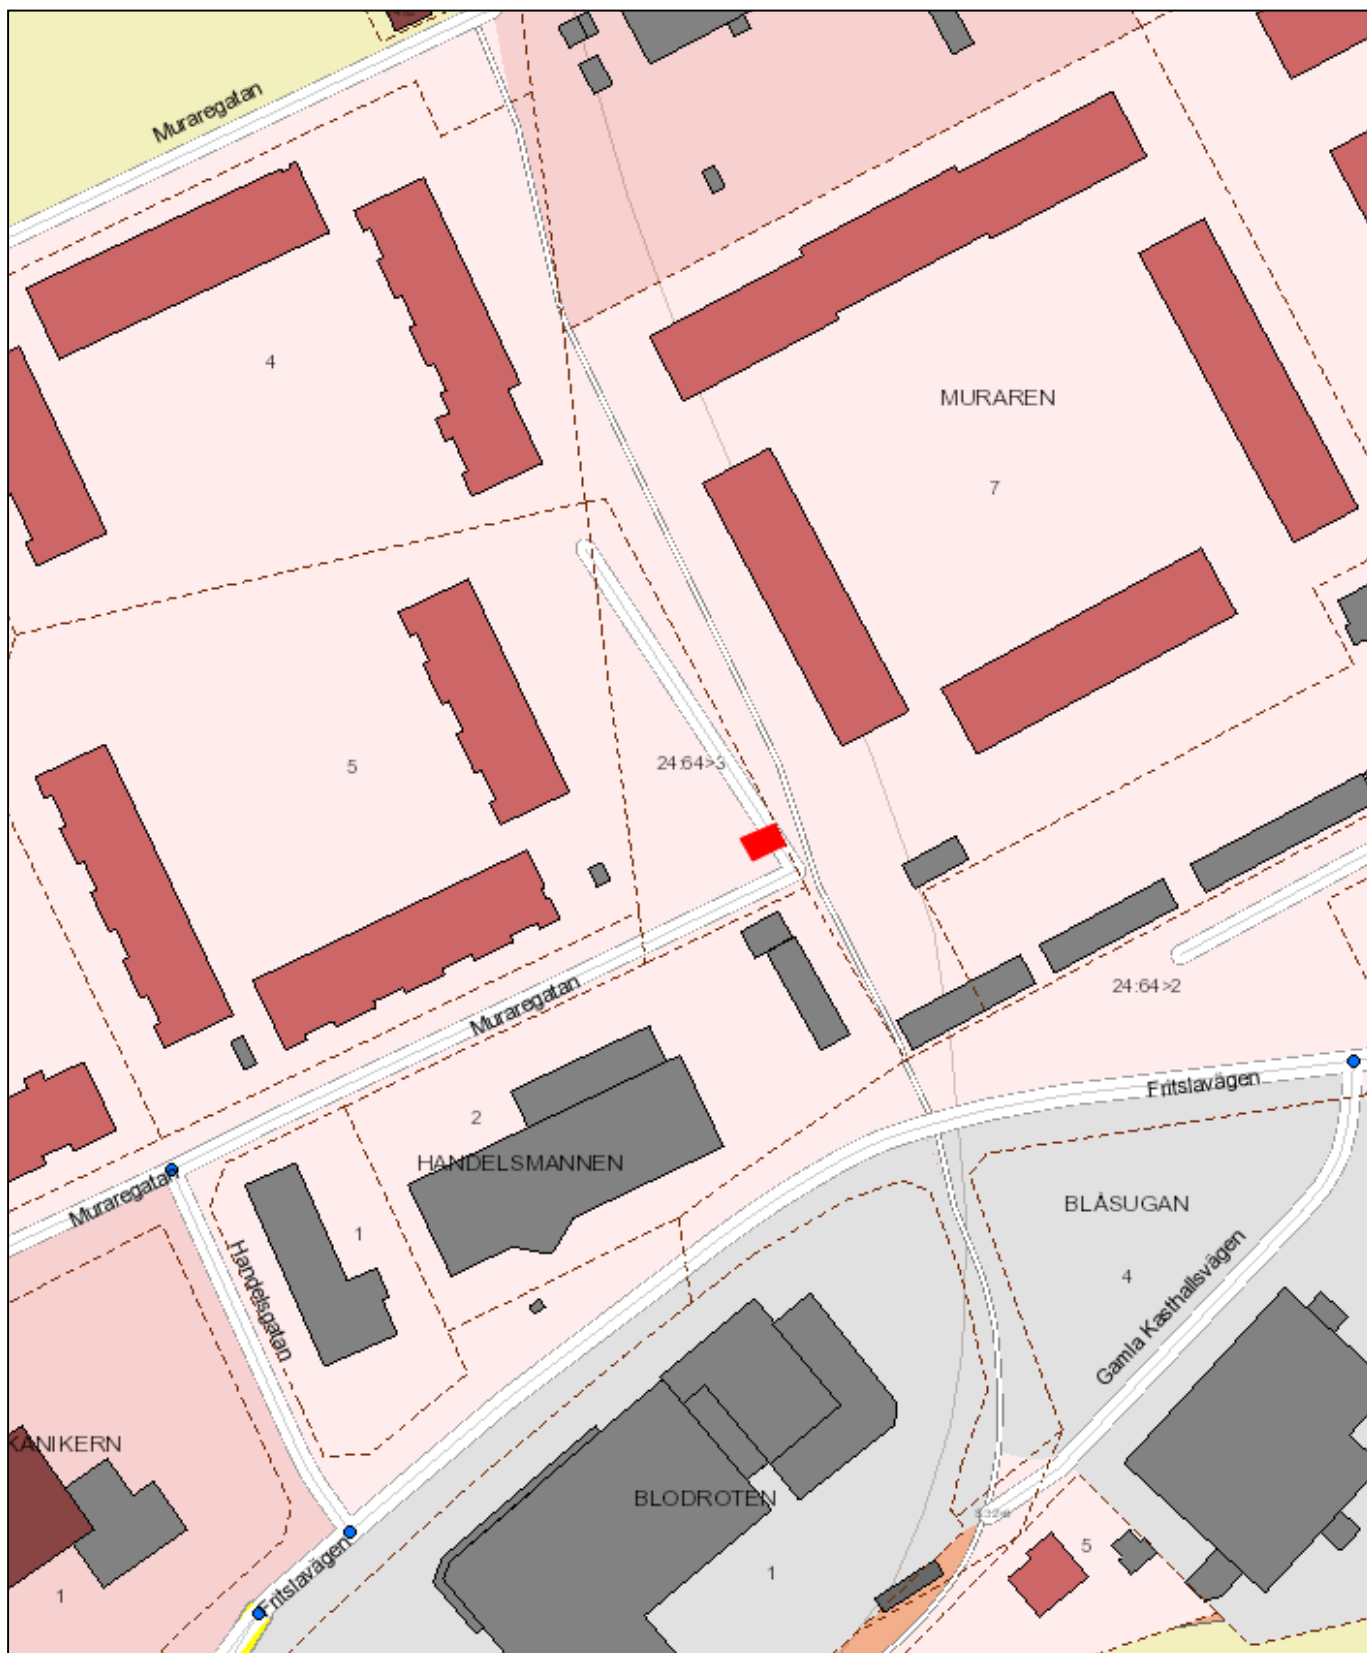 Muraregatan
4
MURAREN
7
24:64>3
5
Muraregatan
24:64>2
Fritslavägen
2
HANDELSMANNEN
Muraregatan
BLÅSUGAN
1
Handelsgatan
4
Gamla Kasthallsvägen
KANIKERN
BLODROTEN
5
1
1
Fritslavägen